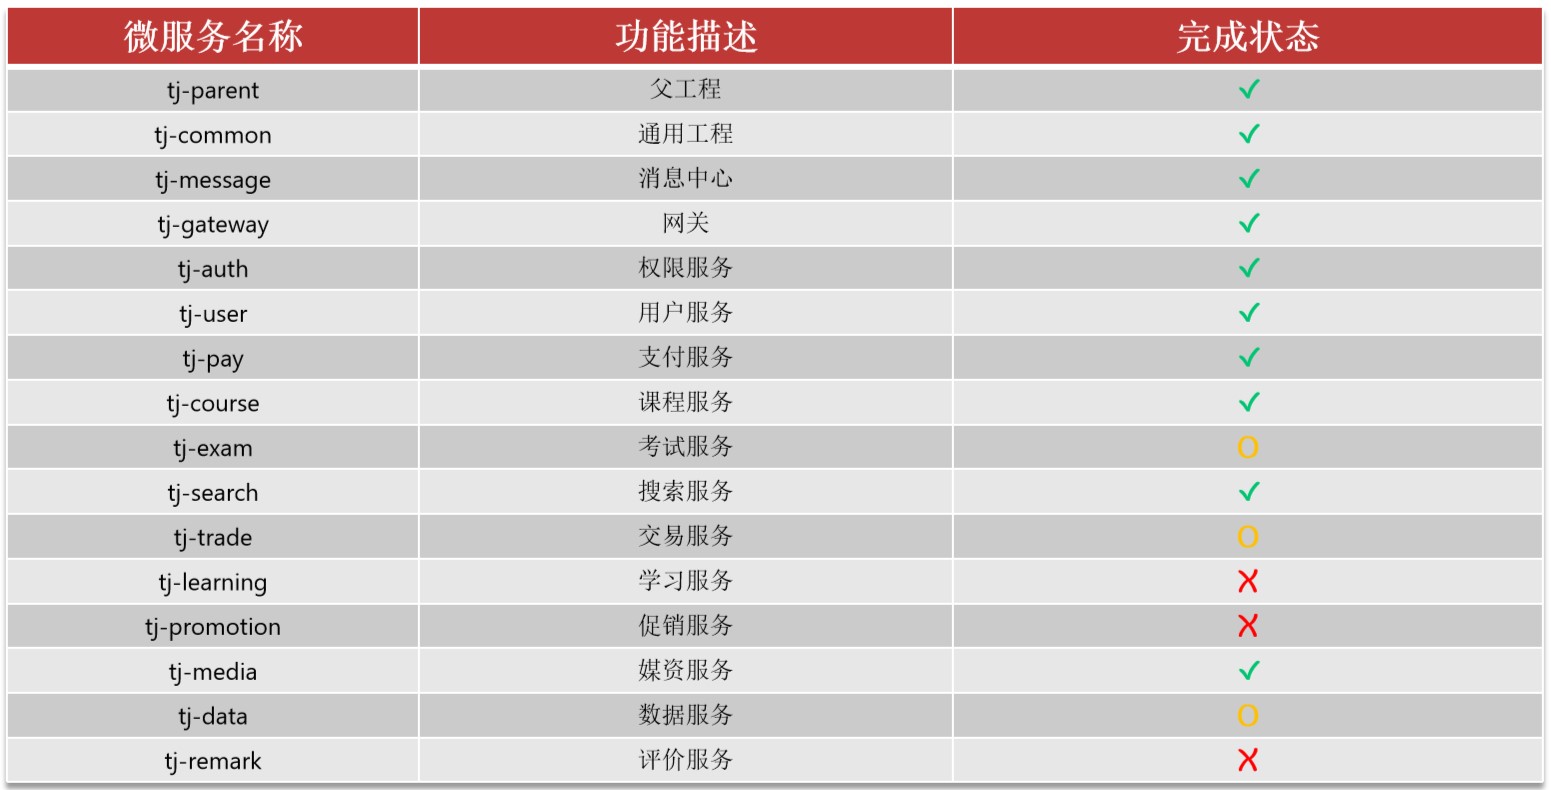 微服务名称 功能描述 完成状态
tj-parent 父工程 ✓
tj-common 通用工程 ✓
tj-message 消息中心 ✓
tj-gateway 网关 ✓
tj-auth 权限服务 ✓
tj-user 用户服务 ✓
tj-pay 支付服务 ✓
tj-course 课程服务 ✓
tj-exam 考试服务 O
tj-search 搜索服务 ✓
tj-trade 交易服务 O
tj-learning 学习服务 X
tj-promotion 促销服务 X
tj-media 媒资服务 ✓
tj-data 数据服务 O
tj-remark 评价服务 X